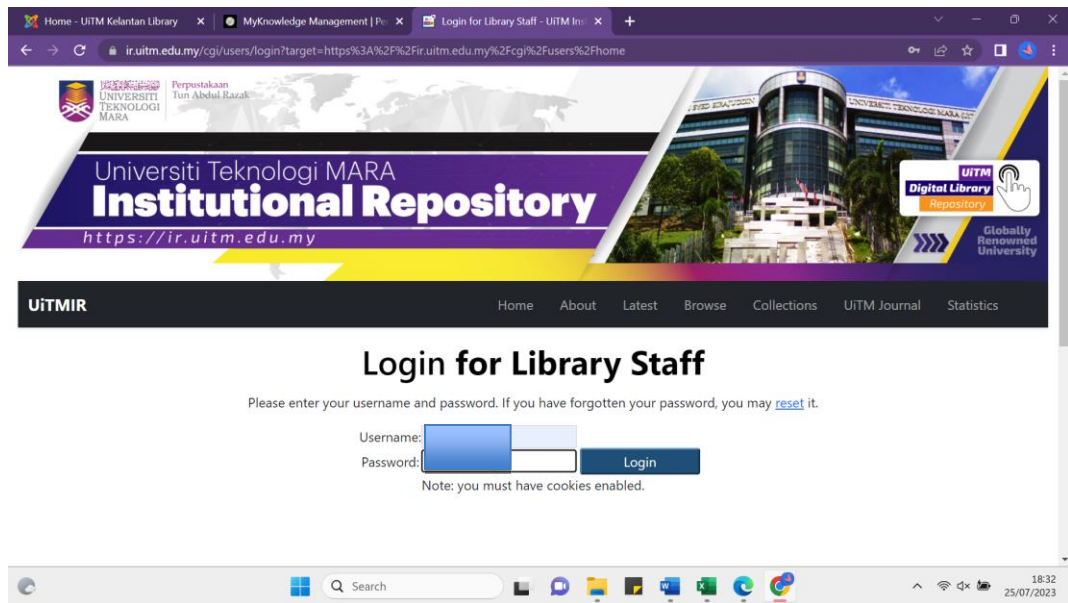 Home - UiTM Kelantan Library
MyKnowledge Management | Per
Login for Library Staff - UiTM Inst
ir.uitm.edu.my/cgi/users/login?target=https%3A%2F%2Fir.uitm.edu.my%2Fcgi%2Fusers%2Fhome
UNIVERSITI
TEKNOLOGI
MARA
Perpustakaan
Tun Abdul Razak
Universiti Teknologi MARA
Institutional Repository
https://ir.uitm.edu.my
UNIVERSITI TEKNOLOGI MARA
UiTM
Digital Library
Repository
Globally
Renowned
University
UiTMIR
Home About Latest Browse Collections UiTM Journal Statistics
Login for Library Staff
Please enter your username and password. If you have forgotten your password, you may reset it.
Username:
Password:
Login
Note: you must have cookies enabled.
Search
18:32
25/07/2023